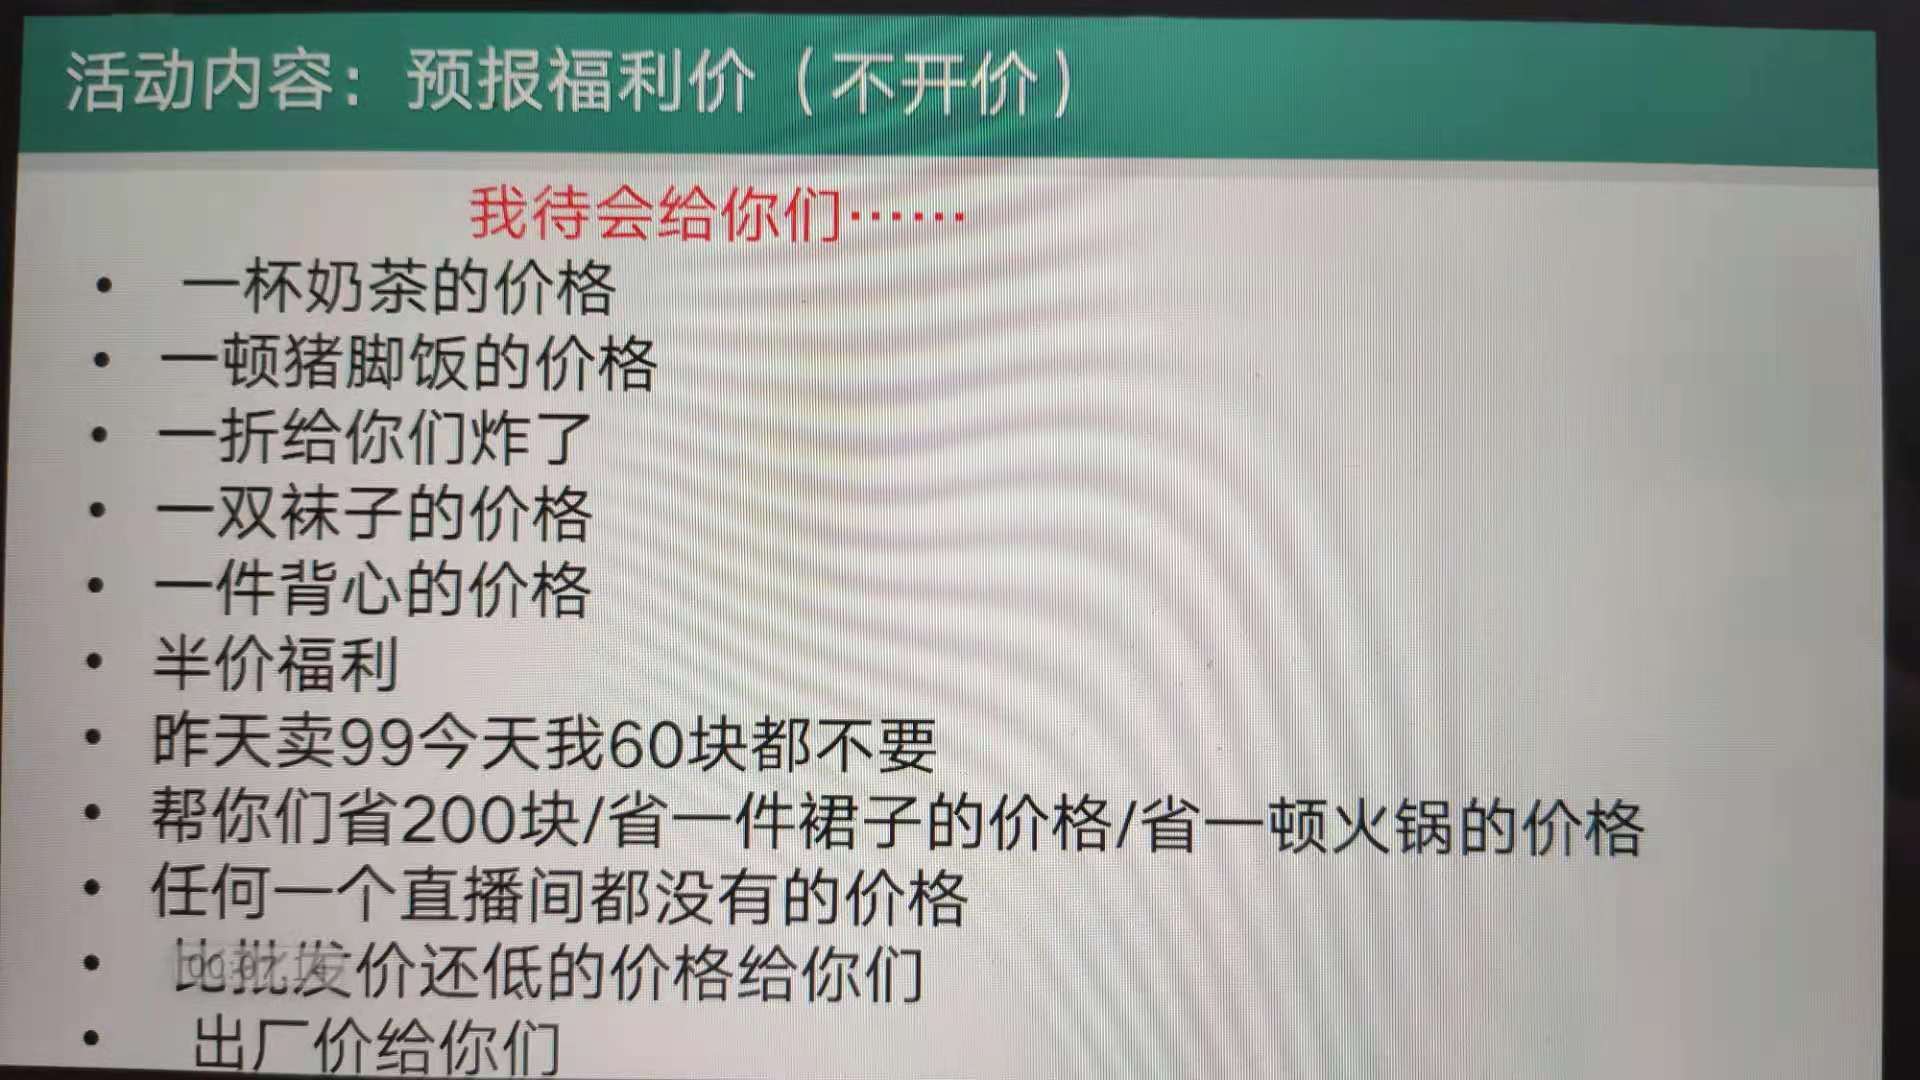 活动内容：预报福利价（不开价）
我待会给你们……
• 一杯奶茶的价格
• 一顿猪脚饭的价格
• 一折给你们炸了
• 一双袜子的价格
• 一件背心的价格
• 半价福利
• 昨天卖99今天我60块都不要
• 帮你们省200块/省一件裙子的价格/省一顿火锅的价格
• 任何一个直播间都没有的价格
• 比批发价还低的价格给你们
• 出厂价给你们